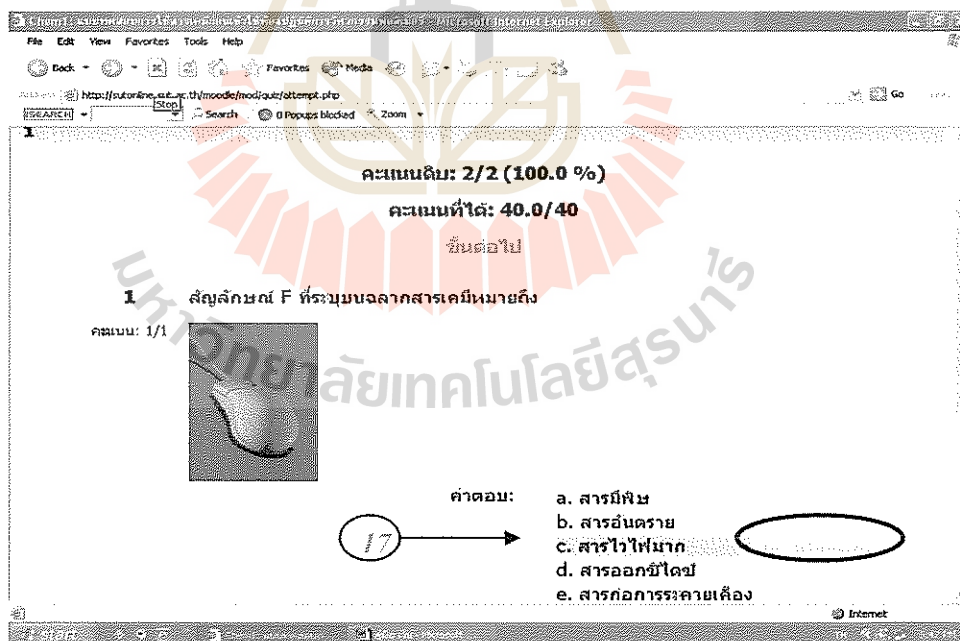 File Edit View Favorites Tools Help
Back Favorites Media
http://sutonline.sut.ac.th/moodle/mod/quiz/attempt.php Go
Stop
Search 0 Popups blocked Zoom
1
คะแนนดิบ: 2/2 (100.0 %)
คะแนนที่ได้: 40.0/40
ขั้นต่อไป
1 สัญลักษณ์ F ที่ระบุบนฉลากสารเคมีหมายถึง
คะแนน: 1/1
มหาวิทยาลัยเทคโนโลยีสุรนารี
คำตอบ: a. สารมีพิษ
b. สารอันตราย
17 c. สารไวไฟมาก
d. สารออกซิไดซ์
e. สารก่อการระคายเคือง
Internet